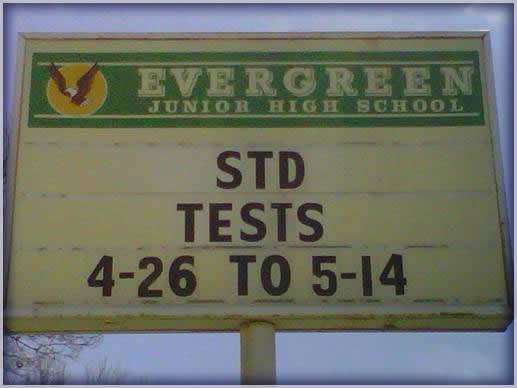 EVERGREEN
JUNIOR HIGH SCHOOL
STD
TESTS
4-26 TO 5-14